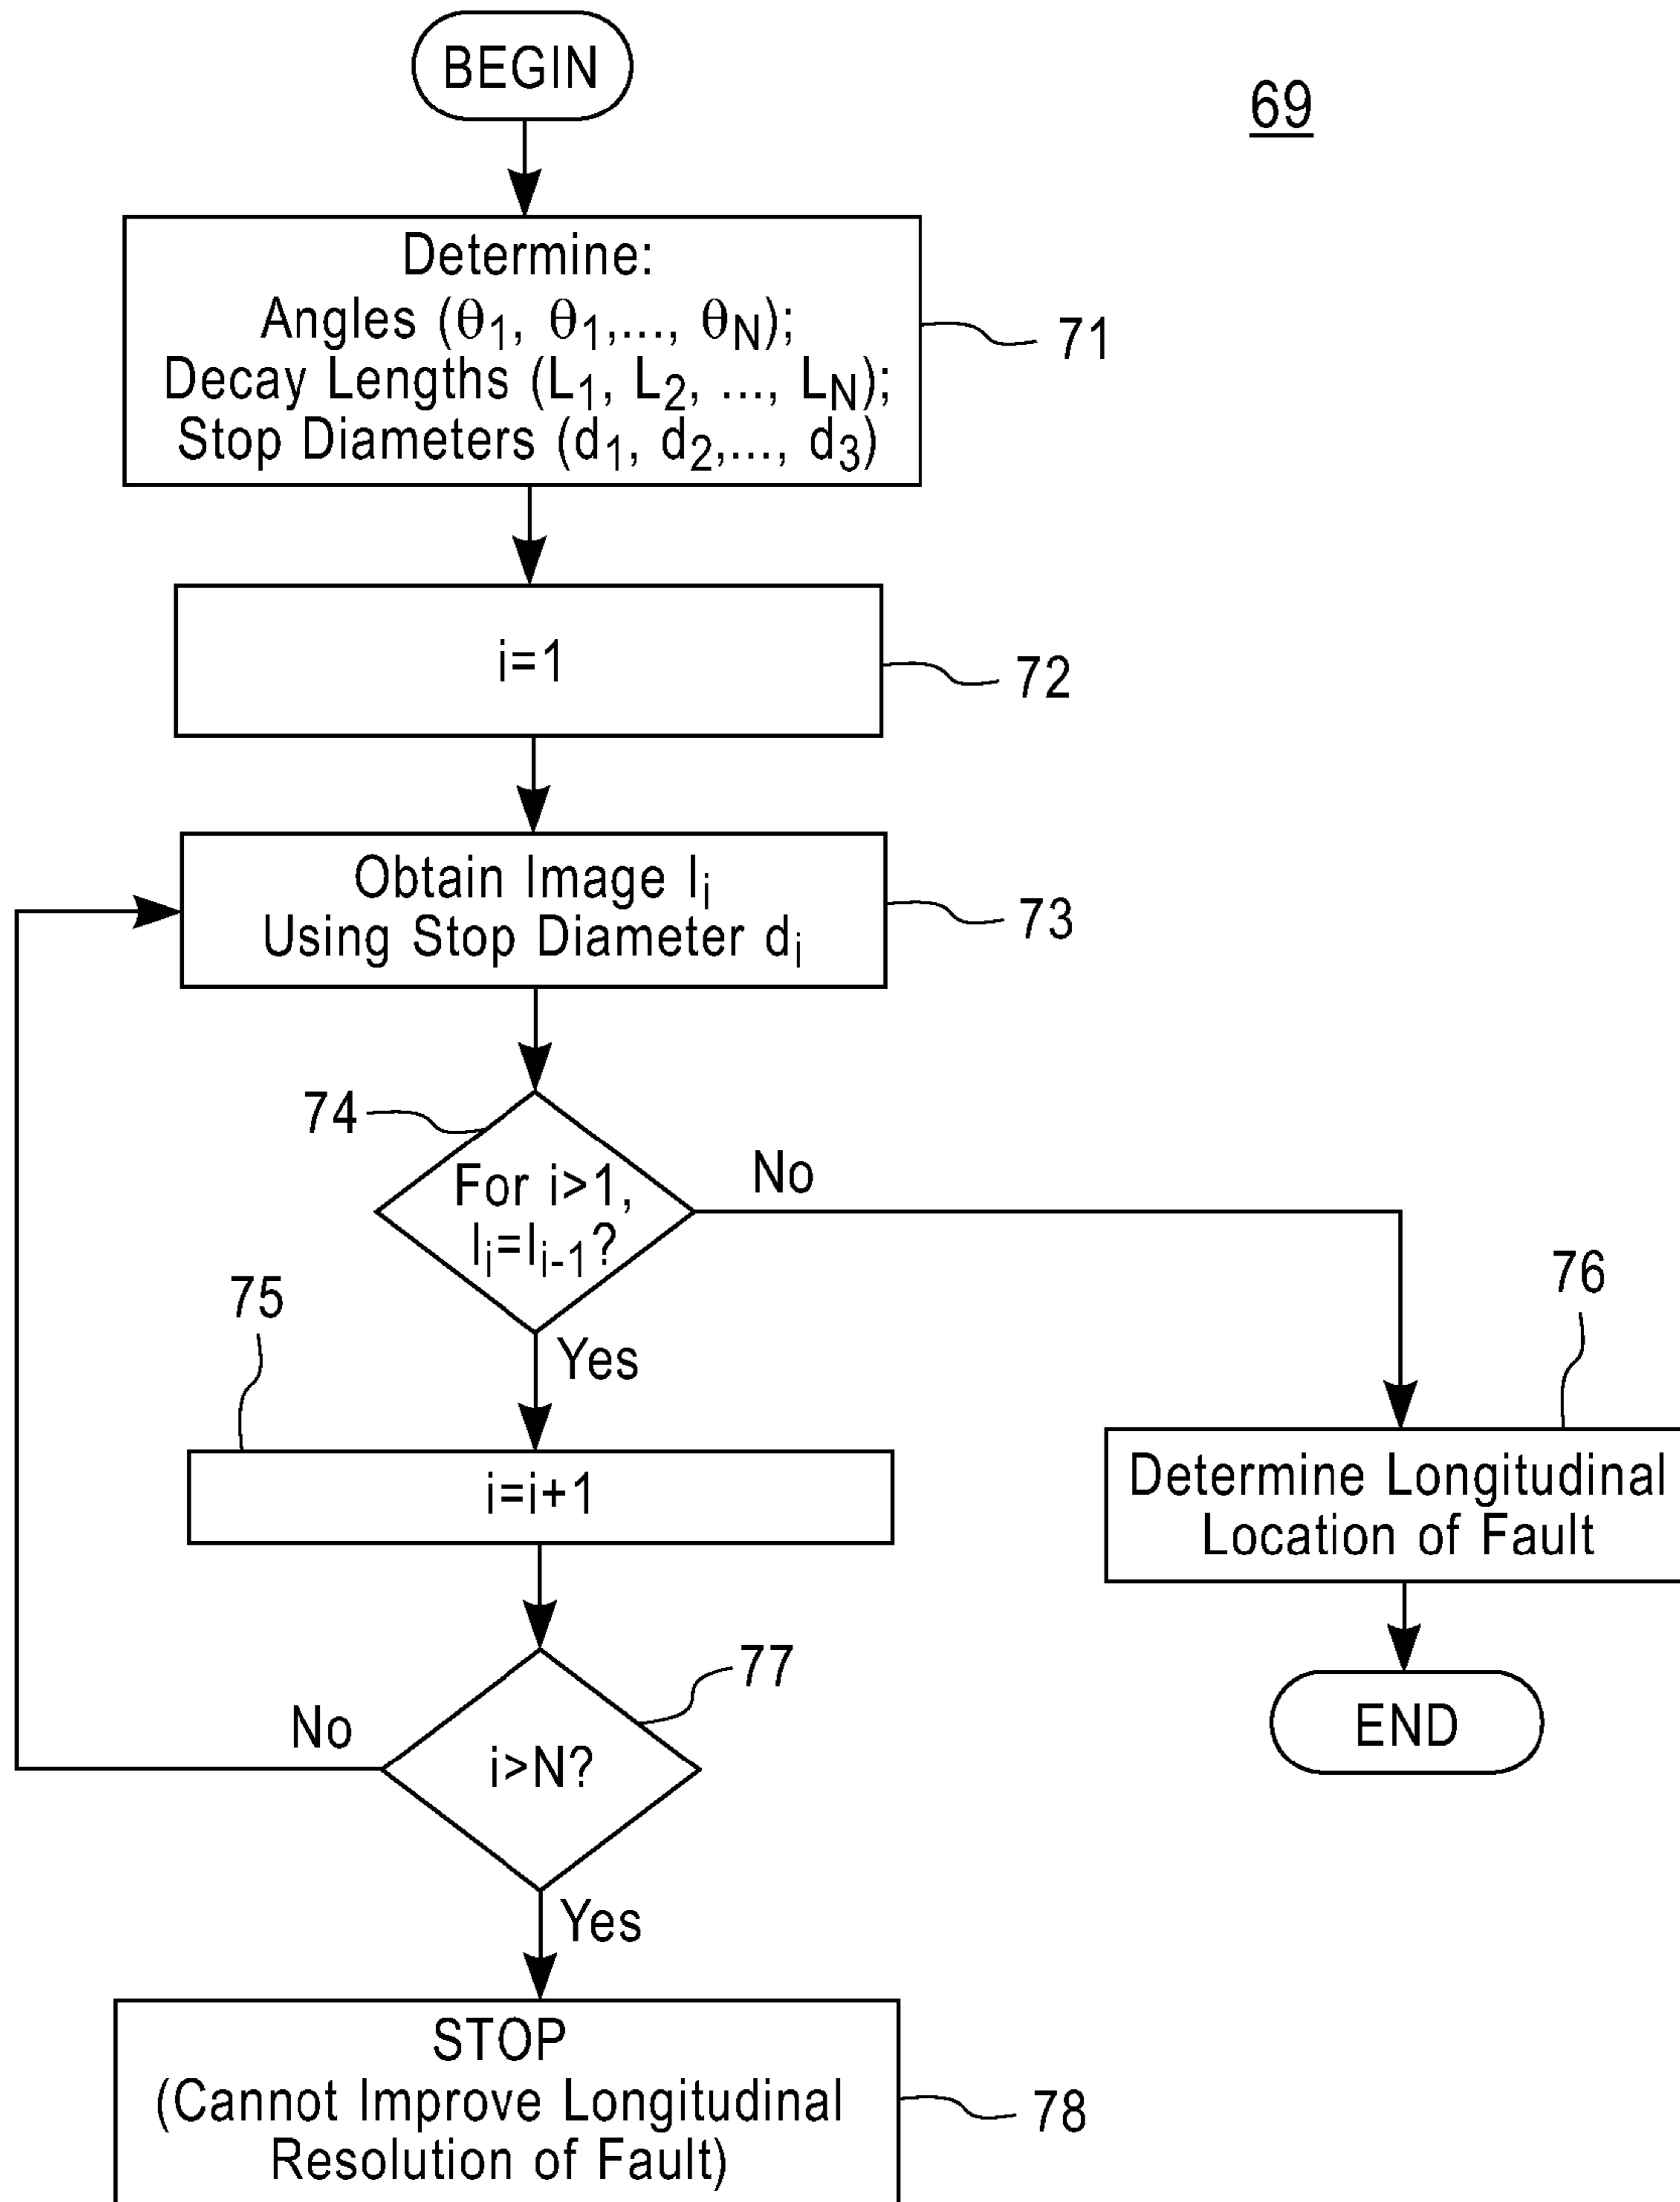 BEGIN
69
Determine:
Angles (θ₁, θ₁,..., θ_N);
Decay Lengths (L₁, L₂, ..., L_N);
Stop Diameters (d₁, d₂,..., d₃)
71
i=1
72
Obtain Image Iᵢ
Using Stop Diameter dᵢ
73
74
For i>1,
Iᵢ=Iᵢ₋₁?
No
Yes
75
i=i+1
76
Determine Longitudinal
Location of Fault
END
77
i>N?
No
Yes
STOP
(Cannot Improve Longitudinal
Resolution of Fault)
78